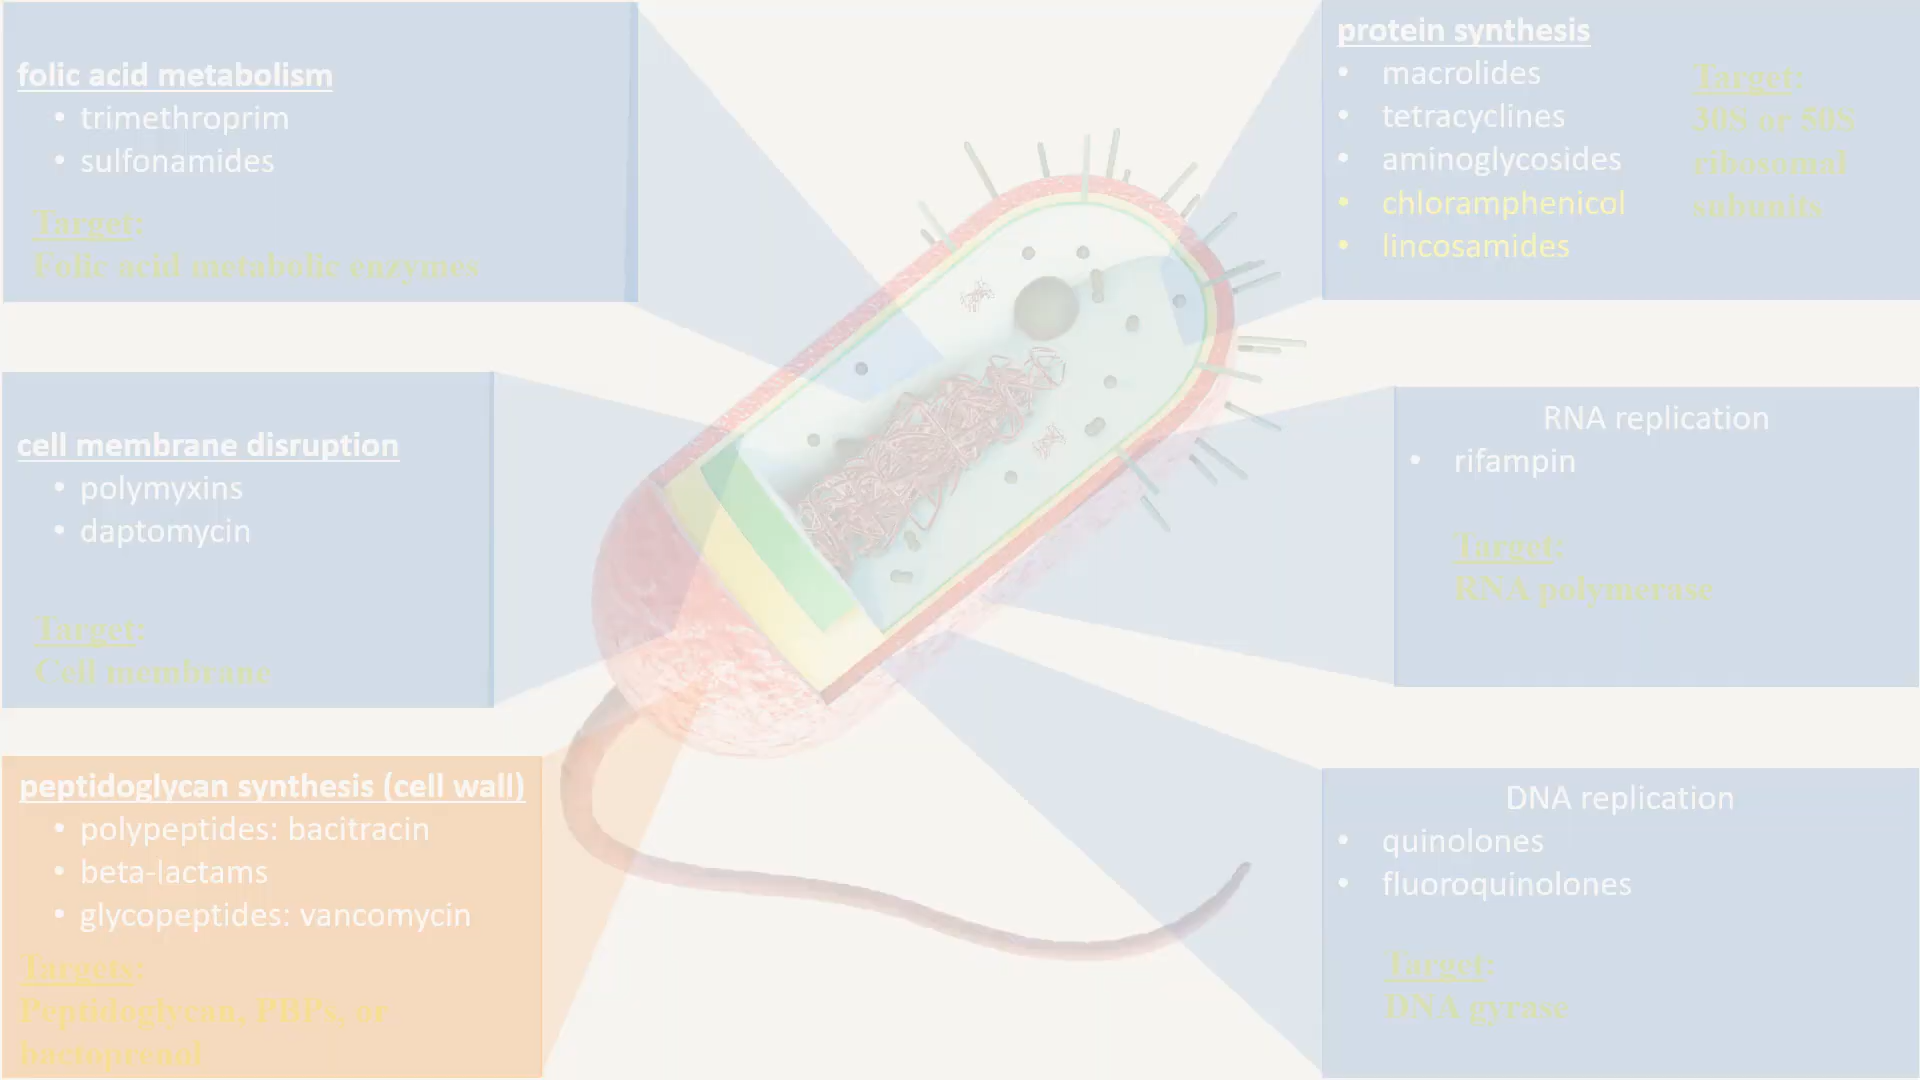 folic acid metabolism
• trimethroprim
• sulfonamides
Target:
Folic acid metabolic enzymes
cell membrane disruption
• polymyxins
• daptomycin
Target:
Cell membrane
peptidoglycan synthesis (cell wall)
• polypeptides: bacitracin
• beta-lactams
• glycopeptides: vancomycin
Targets:
Peptidoglycan, PBPs, or
bactoprenol
protein synthesis
• macrolides
• tetracyclines
• aminoglycosides
• chloramphenicol
• lincosamides
Target:
30S or 50S
ribosomal
subunits
RNA replication
• rifampin
Target:
RNA polymerase
DNA replication
• quinolones
• fluoroquinolones
Target:
DNA gyrase